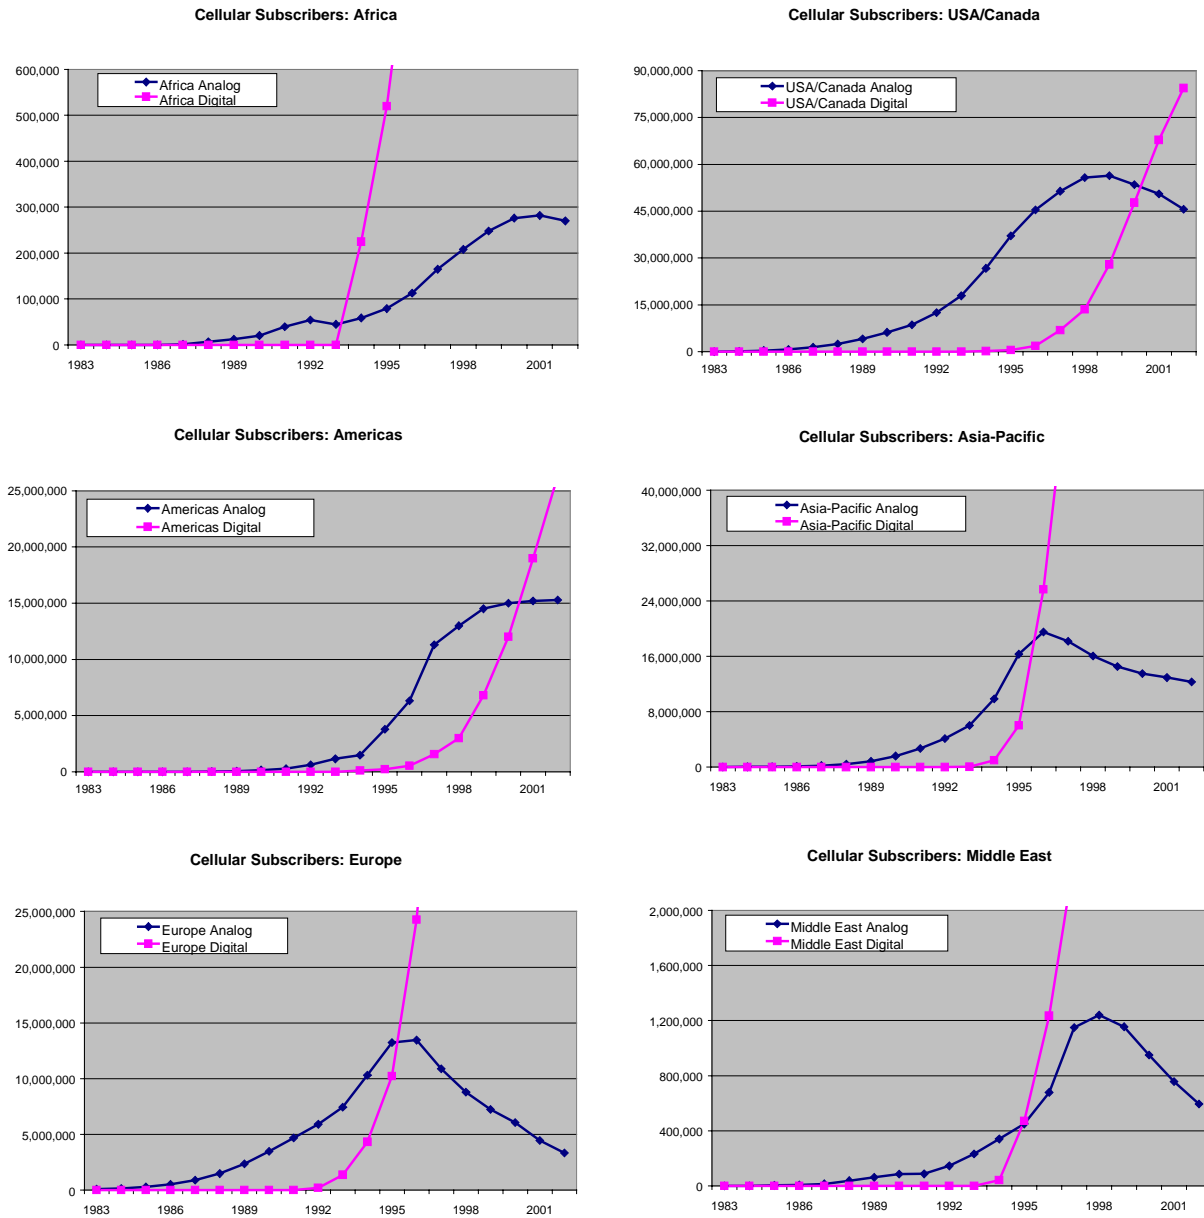 Cellular Subscribers: Africa
600,000
500,000
400,000
300,000
200,000
100,000
0
Africa Analog
Africa Digital
1983 1986 1989 1992 1995 1998 2001
Cellular Subscribers: USA/Canada
90,000,000
75,000,000
60,000,000
45,000,000
30,000,000
15,000,000
0
USA/Canada Analog
USA/Canada Digital
1983 1986 1989 1992 1995 1998 2001
Cellular Subscribers: Americas
25,000,000
20,000,000
15,000,000
10,000,000
5,000,000
0
Americas Analog
Americas Digital
1983 1986 1989 1992 1995 1998 2001
Cellular Subscribers: Asia-Pacific
40,000,000
32,000,000
24,000,000
16,000,000
8,000,000
0
Asia-Pacific Analog
Asia-Pacific Digital
1983 1986 1989 1992 1995 1998 2001
Cellular Subscribers: Europe
25,000,000
20,000,000
15,000,000
10,000,000
5,000,000
0
Europe Analog
Europe Digital
1983 1986 1989 1992 1995 1998 2001
Cellular Subscribers: Middle East
2,000,000
1,600,000
1,200,000
800,000
400,000
0
Middle East Analog
Middle East Digital
1983 1986 1989 1992 1995 1998 2001